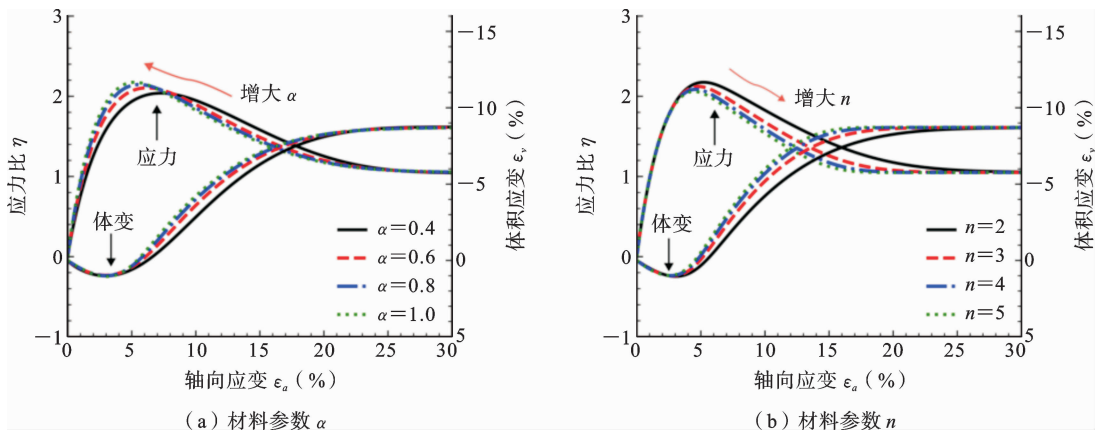 3
2
1
0
−1
应力比 η
−15
−10
−5
0
5
体积应变 εv（%）
增大 α
应力
体变
α＝0.4
α＝0.6
α＝0.8
α＝1.0
0 5 10 15 20 25 30
轴向应变 εa（%）
（a）材料参数 α
3
2
1
0
−1
应力比 η
−15
−10
−5
0
5
体积应变 εv（%）
增大 n
应力
体变
n＝2
n＝3
n＝4
n＝5
0 5 10 15 20 25 30
轴向应变 εa（%）
（b）材料参数 n